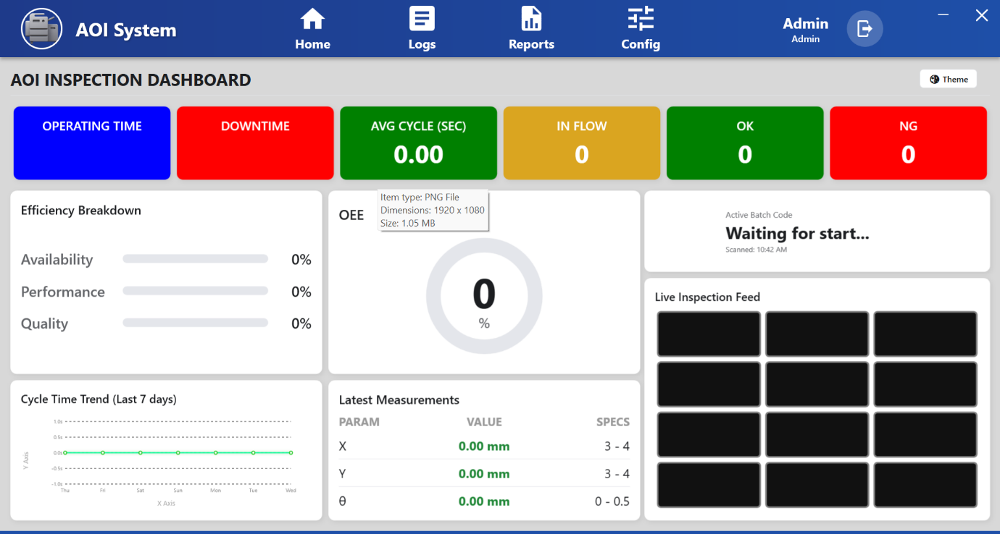 AOI System
Home
Logs
Reports
Config
Admin
Admin
AOI INSPECTION DASHBOARD
Theme
OPERATING TIME
DOWNTIME
AVG CYCLE (SEC)
0.00
IN FLOW
0
OK
0
NG
0
Efficiency Breakdown
Availability 0%
Performance 0%
Quality 0%
OEE
Item type: PNG File
Dimensions: 1920 x 1080
Size: 1.05 MB
0
%
Active Batch Code
Waiting for start...
Scanned: 10:42 AM
Live Inspection Feed
Cycle Time Trend (Last 7 days)
Y Axis
1.0s
0.5s
0.0s
-0.5s
-1.0s
Thu Fri Sat Sun Mon Tue Wed
X Axis
Latest Measurements
PARAM VALUE SPECS
X 0.00 mm 3 - 4
Y 0.00 mm 3 - 4
θ 0.00 mm 0 - 0.5